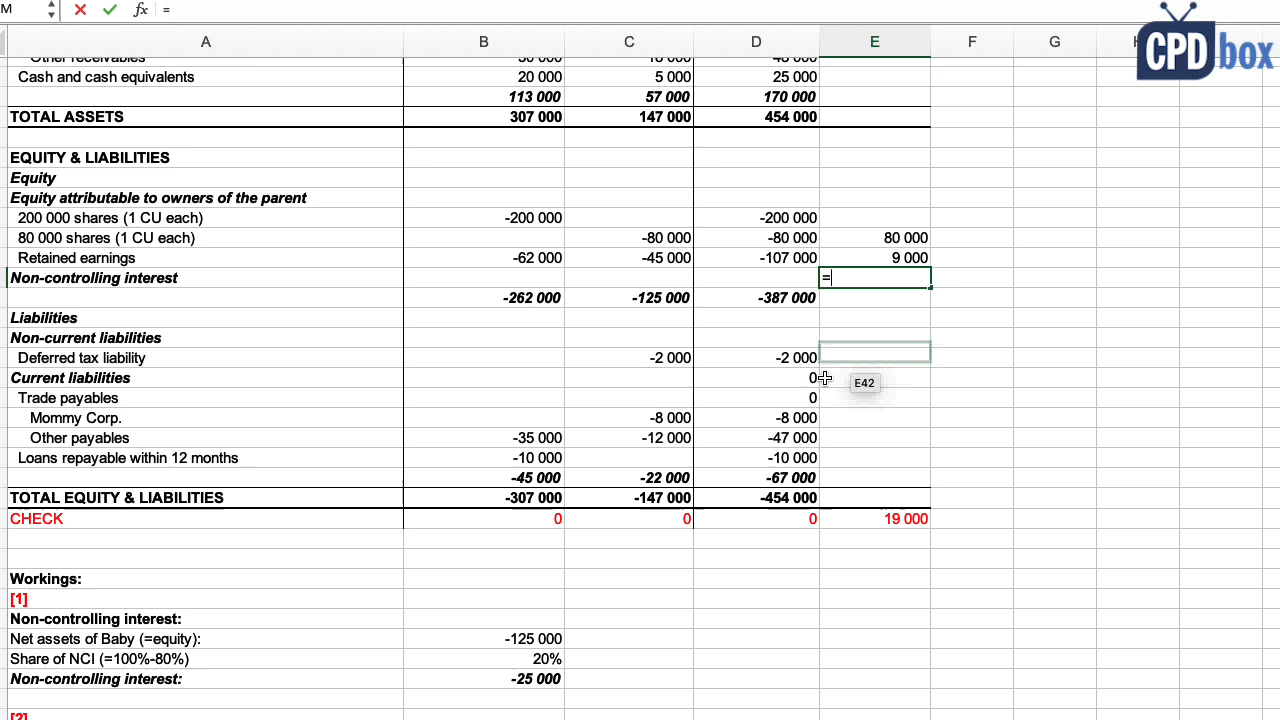 M fx =
CPD box
A B C D E F G H
Other receivables
Cash and cash equivalents 20 000 5 000 25 000
113 000 57 000 170 000
TOTAL ASSETS 307 000 147 000 454 000
EQUITY & LIABILITIES
Equity
Equity attributable to owners of the parent
200 000 shares (1 CU each) -200 000 -200 000
80 000 shares (1 CU each) -80 000 -80 000 80 000
Retained earnings -62 000 -45 000 -107 000 9 000
Non-controlling interest =
-262 000 -125 000 -387 000
Liabilities
Non-current liabilities
Deferred tax liability -2 000 -2 000
Current liabilities 0 E42
Trade payables 0
Mommy Corp. -8 000 -8 000
Other payables -35 000 -12 000 -47 000
Loans repayable within 12 months -10 000 -10 000
-45 000 -22 000 -67 000
TOTAL EQUITY & LIABILITIES -307 000 -147 000 -454 000
CHECK 0 0 0 19 000
Workings:
[1]
Non-controlling interest:
Net assets of Baby (=equity): -125 000
Share of NCI (=100%-80%) 20%
Non-controlling interest: -25 000
[2]